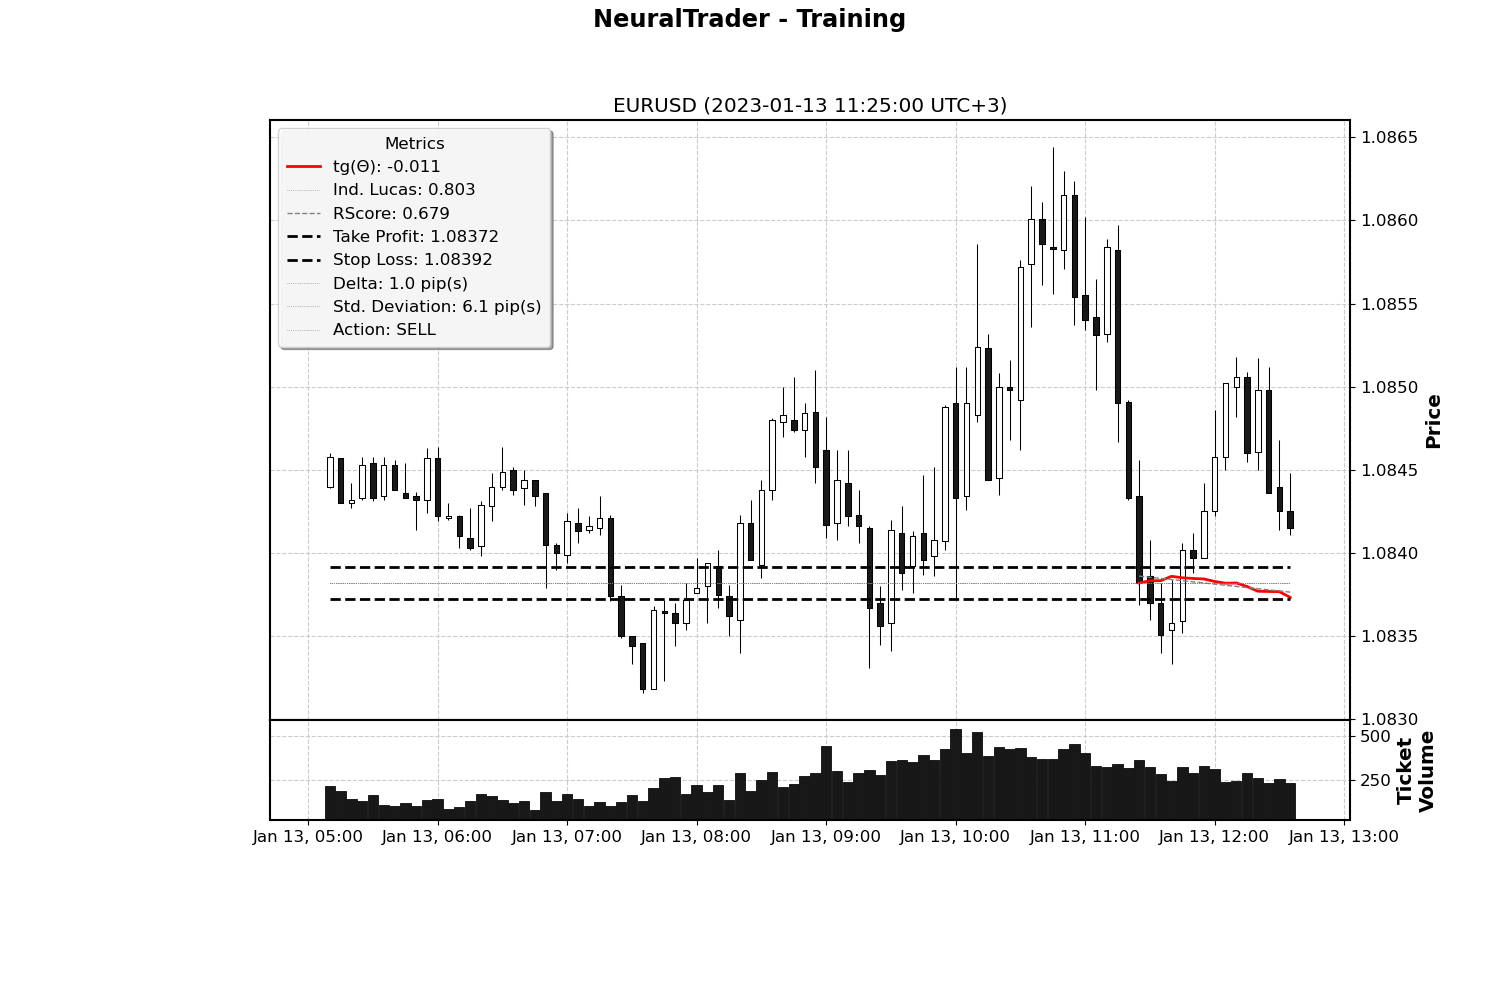 NeuralTrader - Training
EURUSD (2023-01-13 11:25:00 UTC+3)
Metrics
tg(Θ): -0.011
Ind. Lucas: 0.803
RScore: 0.679
Take Profit: 1.08372
Stop Loss: 1.08392
Delta: 1.0 pip(s)
Std. Deviation: 6.1 pip(s)
Action: SELL
1.0865
1.0860
1.0855
1.0850
1.0845
1.0840
1.0835
1.0830
Price
500
250
Ticket
Volume
Jan 13, 05:00
Jan 13, 06:00
Jan 13, 07:00
Jan 13, 08:00
Jan 13, 09:00
Jan 13, 10:00
Jan 13, 11:00
Jan 13, 12:00
Jan 13, 13:00